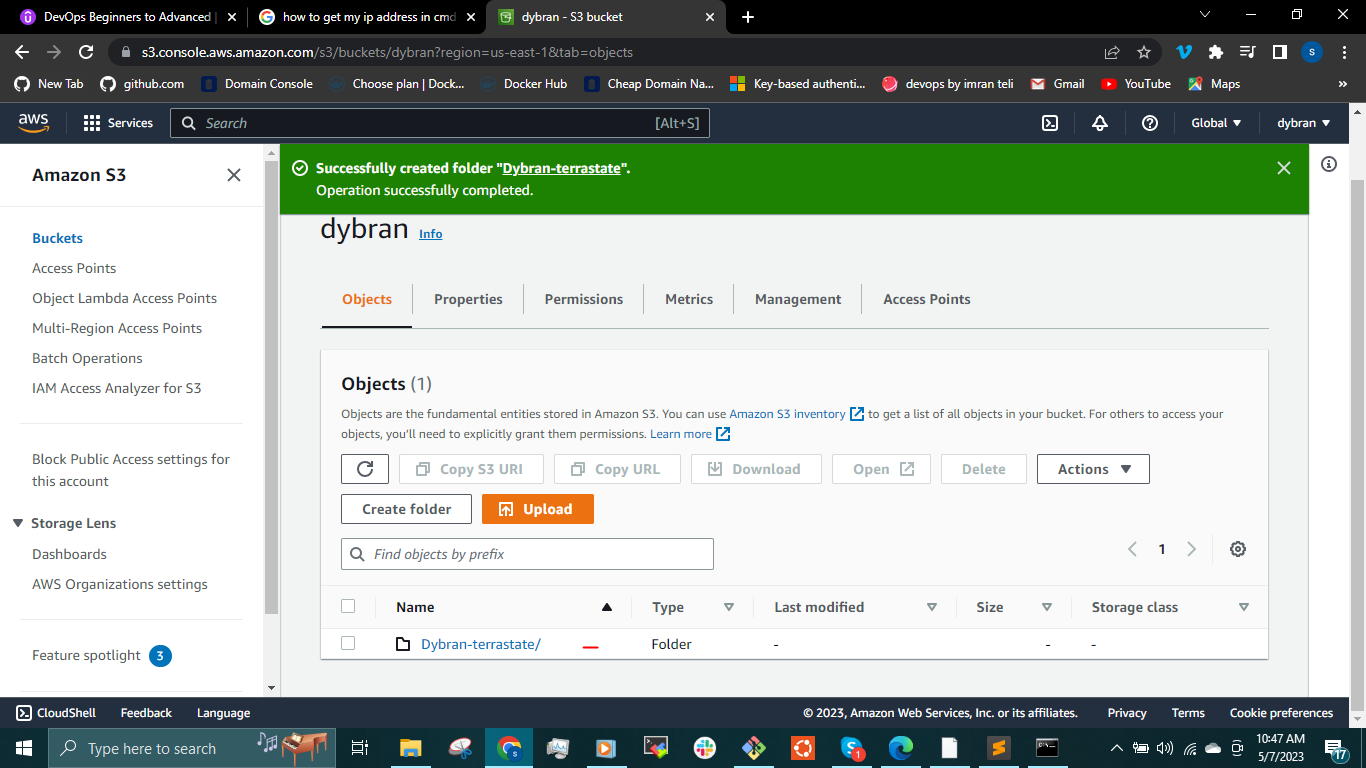 DevOps Beginners to Advanced |
how to get my ip address in cmd
dybran - S3 bucket
s3.console.aws.amazon.com/s3/buckets/dybran?region=us-east-1&tab=objects
S
New Tab
github.com
Domain Console
Choose plan | Dock...
Docker Hub
Cheap Domain Na...
Key-based authenti...
devops by imran teli
Gmail
YouTube
Maps
»
aws
Services
Search
[Alt+S]
Global
dybran
Amazon S3
Successfully created folder "Dybran-terrastate".
Operation successfully completed.
dybran
Info
Buckets
Access Points
Object Lambda Access Points
Multi-Region Access Points
Batch Operations
IAM Access Analyzer for S3
Block Public Access settings for
this account
Storage Lens
Dashboards
AWS Organizations settings
Feature spotlight
3
Objects
Properties
Permissions
Metrics
Management
Access Points
Objects (1)
Objects are the fundamental entities stored in Amazon S3. You can use Amazon S3 inventory to get a list of all objects in your bucket. For others to access your
objects, you'll need to explicitly grant them permissions. Learn more
Copy S3 URI
Copy URL
Download
Open
Delete
Actions
Create folder
Upload
Find objects by prefix
1
Name
Type
Last modified
Size
Storage class
Dybran-terrastate/
Folder
-
-
-
CloudShell
Feedback
Language
© 2023, Amazon Web Services, Inc. or its affiliates.
Privacy
Terms
Cookie preferences
Type here to search
1
10:47 AM
5/7/2023
17